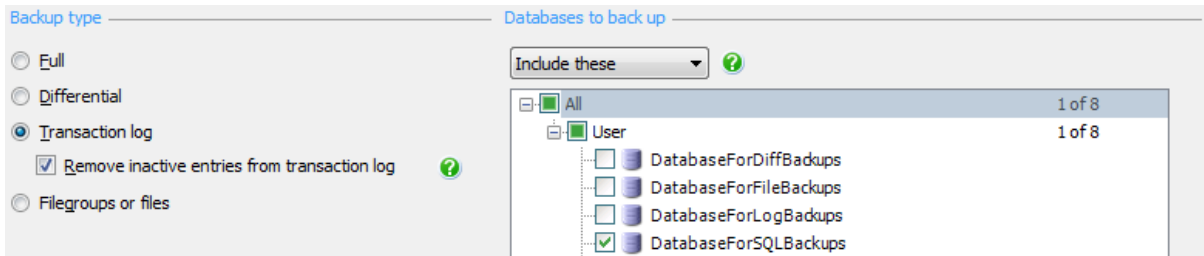 Backup type
Full
Differential
Transaction log
Remove inactive entries from transaction log
Filegroups or files
Databases to back up
Include these
All 1 of 8
User 1 of 8
DatabaseForDiffBackups
DatabaseForFileBackups
DatabaseForLogBackups
DatabaseForSQLBackups